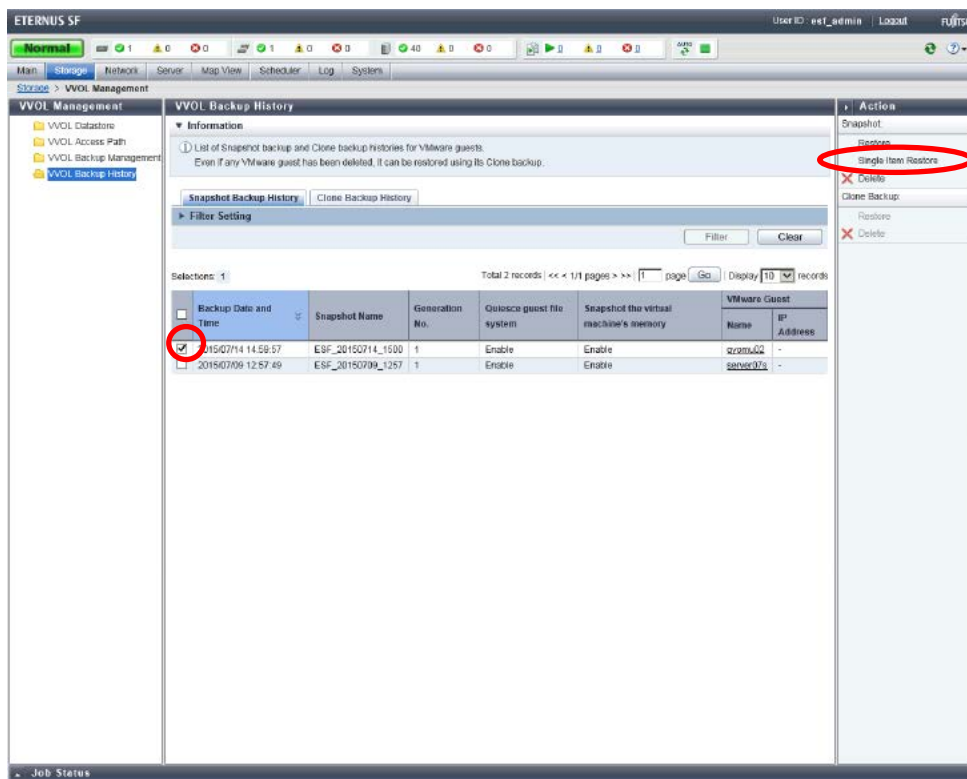 ETERNUS SF
User ID : esf_admin | Logout
FUJITSU
Normal
1 0 0
1 0 0
40 0 0
0 0 0
AUTO
Main Storage Network Server Map View Scheduler Log System
Storage > VVOL Management
VVOL Management
VVOL Datastore
VVOL Access Path
VVOL Backup Management
VVOL Backup History
VVOL Backup History
Information
List of Snapshot backup and Clone backup histories for VMware guests.
Even if any VMware guest has been deleted, it can be restored using its Clone backup.
Snapshot Backup History Clone Backup History
Filter Setting
Filter Clear
Selections: 1
Total 2 records | << < 1/1 pages > >> | 1 page Go | Display 10 records
Backup Date and Time
Snapshot Name
Generation No.
Quiesce guest file system
Snapshot the virtual machine's memory
VMware Guest
Name
IP Address
2015/07/14 14:59:57 ESF_20150714_1500 1 Enable Enable -
2015/07/09 12:57:49 ESF_20150709_1257 1 Enable Enable server07s -
Action
Snapshot:
Restore
Single Item Restore
Delete
Clone Backup:
Restore
Delete
Job Status